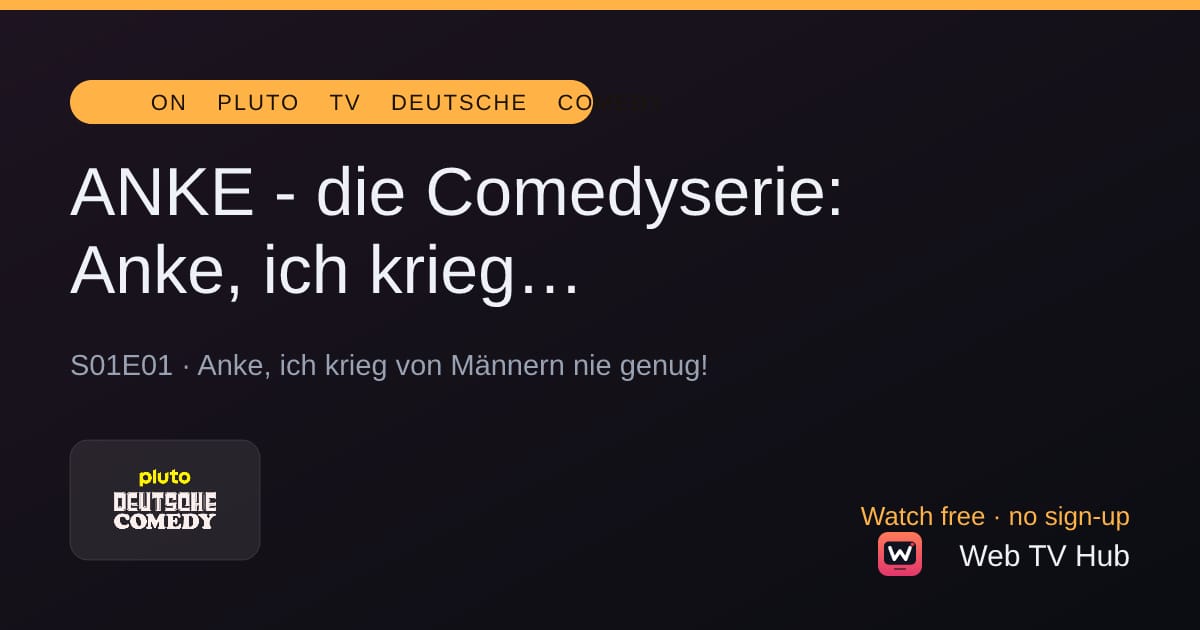 ON PLUTO TV DEUTSCHE CO
ANKE - die Comedyserie:
Anke, ich krieg…
S01E01 · Anke, ich krieg von Männern nie genug!
pluto
DEUTSCHE
COMEDY
Watch free · no sign-up
W
Web TV Hub